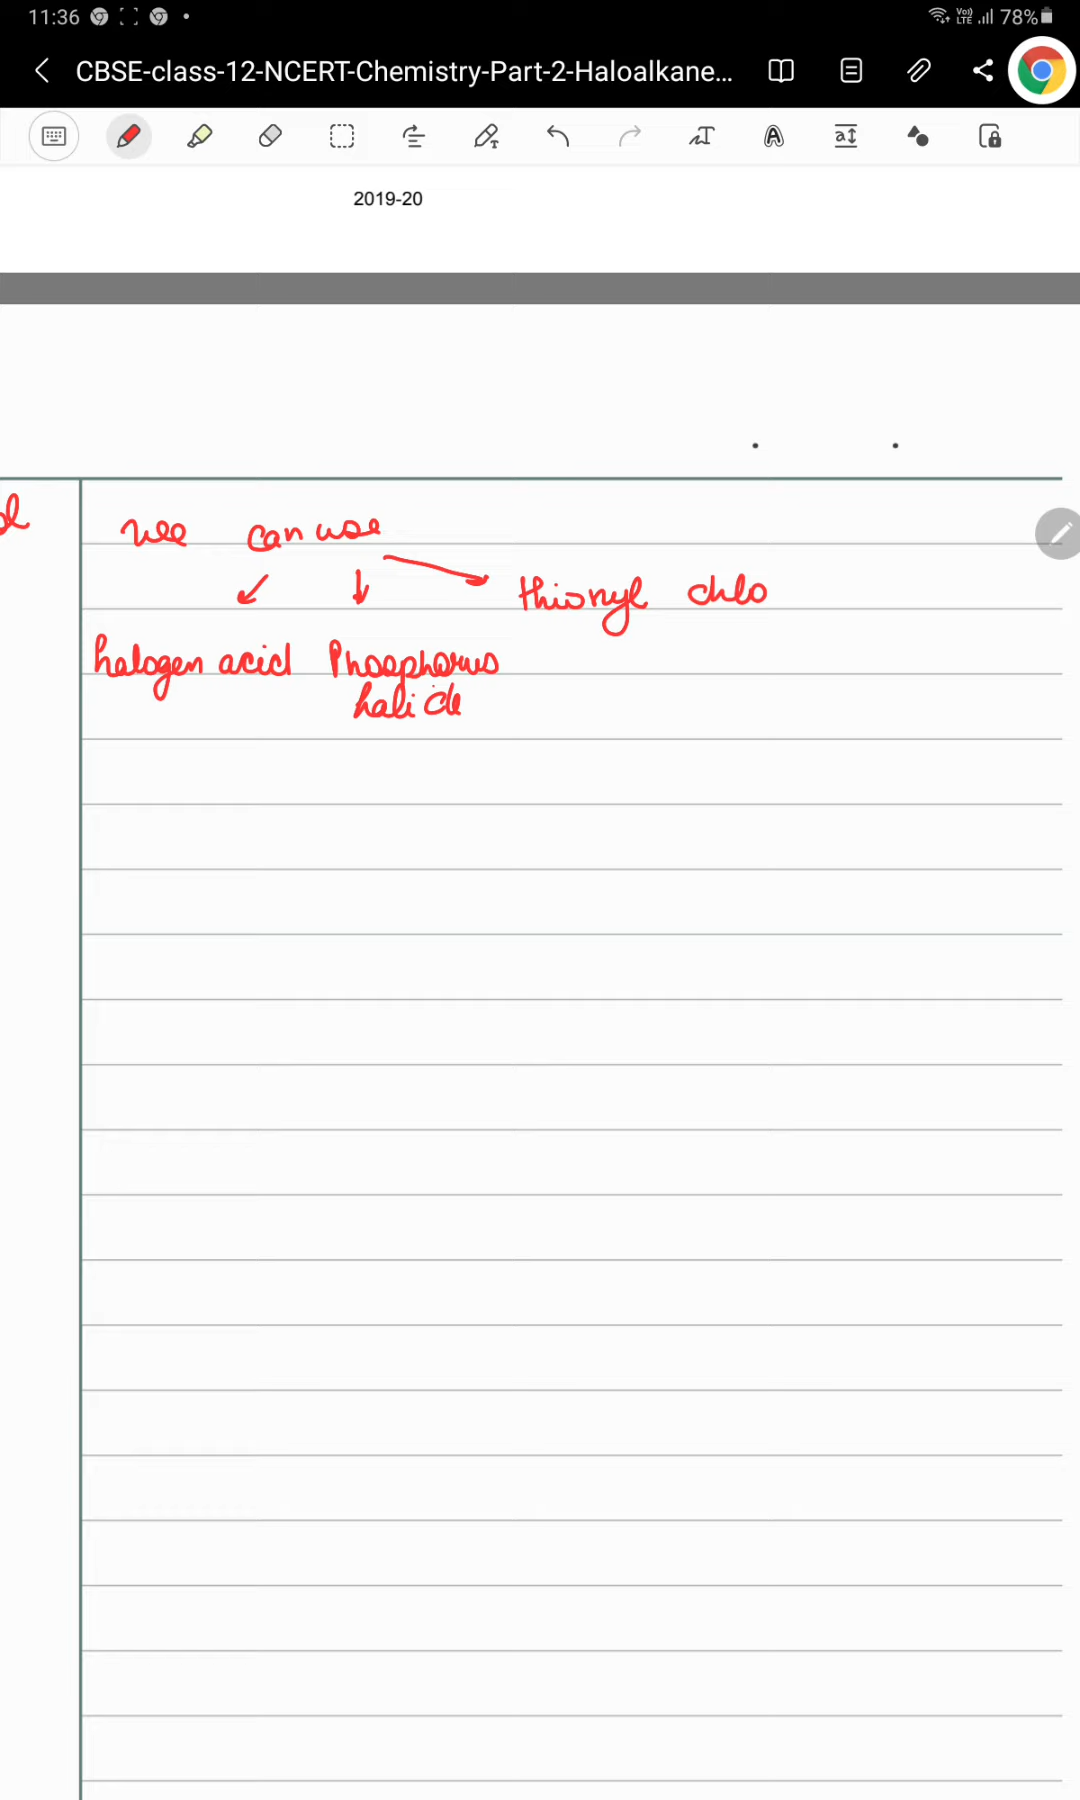 11:36
VoLTE 78%
CBSE-class-12-NCERT-Chemistry-Part-2-Haloalkane...
2019-20
we can use
thionyl chlo
halogen acid Phosphorus
halide